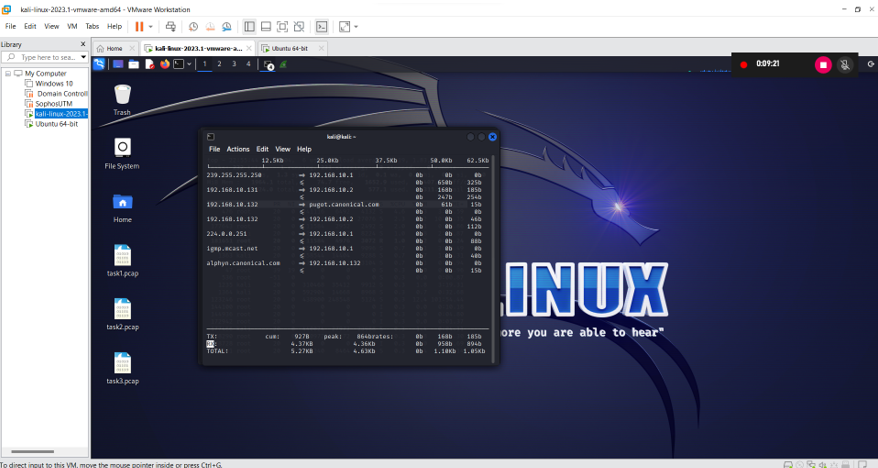 kali-linux-2023.1-vmware-amd64 - VMware Workstation
File Edit View VM Tabs Help
Library X
Type here to sea...
Home
kali-linux-2023.1-vmware-a...
Ubuntu 64-bit
My Computer
Windows 10
Domain Controll
SophosUTM
kali-linux-2023.1-
Ubuntu 64-bit
1 2 3 4
0:09:21
Trash
File System
Home
task1.pcap
task2.pcap
task3.pcap
kali@kali: ~
File Actions Edit View Help
12.5Kb 25.0Kb 37.5Kb 50.0Kb 62.5Kb
239.255.255.250 => 192.168.10.1 0b 0b 0b
<= 0b 650b 325b
192.168.10.131 => 192.168.10.2 0b 168b 185b
<= 0b 247b 254b
192.168.10.132 => puget.canonical.com 0b 61b 15b
<= 0b 0b 0b
192.168.10.132 => 192.168.10.2 0b 0b 46b
<= 0b 0b 112b
224.0.0.251 => 192.168.10.1 0b 0b 0b
<= 0b 0b 88b
igmp.mcast.net => 192.168.10.1 0b 0b 0b
<= 0b 0b 40b
alphyn.canonical.com => 192.168.10.132 0b 0b 0b
<= 0b 0b 15b
TX: cum: 927B peak: 864b rates: 0b 168b 185b
RX: 4.37KB 4.36Kb 0b 958b 894b
TOTAL: 5.27KB 4.63Kb 0b 1.10Kb 1.05Kb
LINUX
ore you are able to hear"
To direct input to this VM, move the mouse pointer inside or press Ctrl+G.